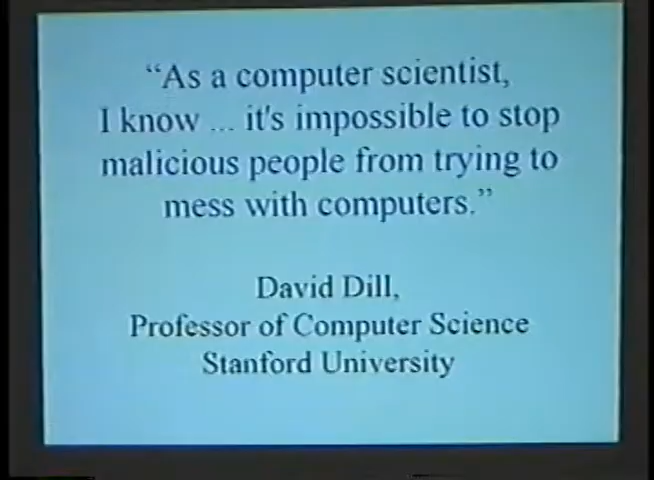 “As a computer scientist,
I know ... it's impossible to stop
malicious people from trying to
mess with computers.”
David Dill,
Professor of Computer Science
Stanford University